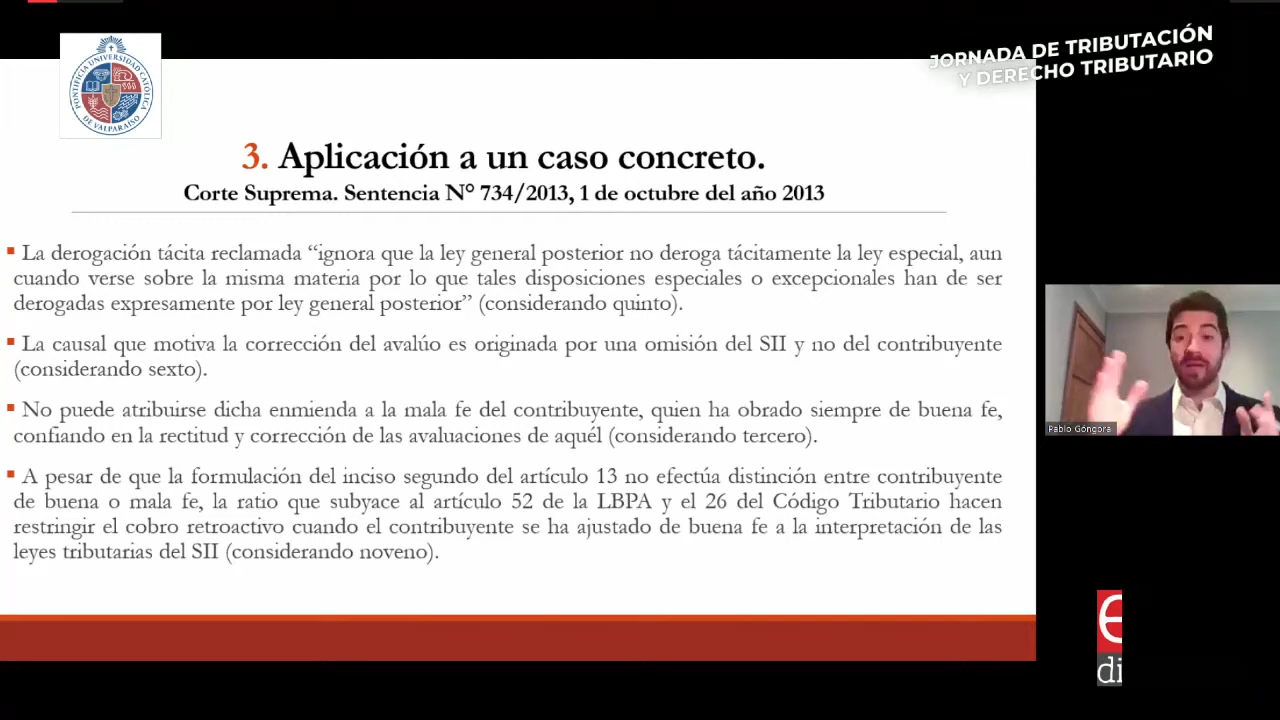 JORNADA DE TRIBUTACIÓN
Y DERECHO TRIBUTARIO
PONTIFICIA UNIVERSIDAD CATÓLICA
DE VALPARAÍSO
3. Aplicación a un caso concreto.
Corte Suprema. Sentencia N° 734/2013, 1 de octubre del año 2013
▪ La derogación tácita reclamada “ignora que la ley general posterior no deroga tácitamente la ley especial, aun
cuando verse sobre la misma materia por lo que tales disposiciones especiales o excepcionales han de ser
derogadas expresamente por ley general posterior” (considerando quinto).
▪ La causal que motiva la corrección del avalúo es originada por una omisión del SII y no del contribuyente
(considerando sexto).
▪ No puede atribuirse dicha enmienda a la mala fe del contribuyente, quien ha obrado siempre de buena fe,
confiando en la rectitud y corrección de las avaluaciones de aquél (considerando tercero).
▪ A pesar de que la formulación del inciso segundo del artículo 13 no efectúa distinción entre contribuyente
de buena o mala fe, la ratio que subyace al artículo 52 de la LBPA y el 26 del Código Tributario hacen
restringir el cobro retroactivo cuando el contribuyente se ha ajustado de buena fe a la interpretación de las
leyes tributarias del SII (considerando noveno).
Pablo Góngora
e
di